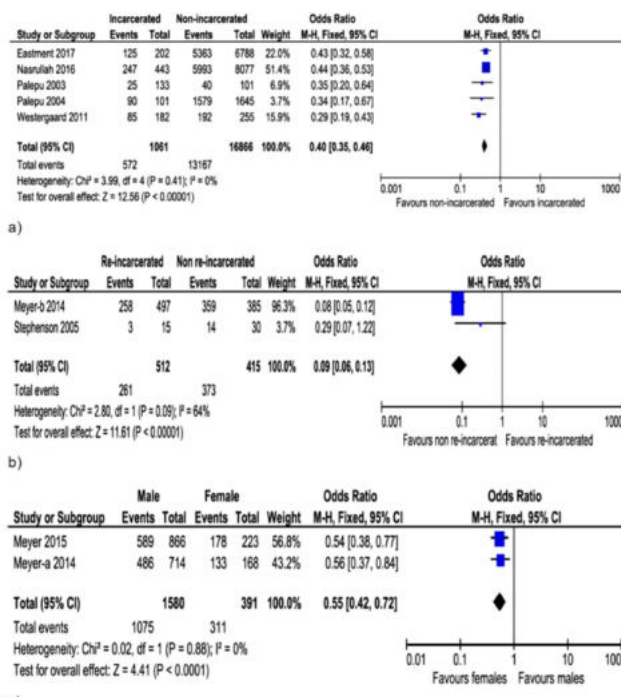 Incarcerated Non-incarcerated Odds Ratio Odds Ratio
Study or Subgroup Events Total Events Total Weight M-H, Fixed, 95% CI M-H, Fixed, 95% CI
Eastment 2017 125 202 5363 6788 22.0% 0.43 [0.32, 0.58]
Nasrullah 2016 247 443 5993 8077 51.4% 0.44 [0.36, 0.53]
Palepu 2003 25 133 40 101 6.9% 0.35 [0.20, 0.64]
Palepu 2004 90 101 1579 1645 3.8% 0.34 [0.17, 0.67]
Westergaard 2011 85 182 192 255 15.9% 0.29 [0.19, 0.43]
Total (95% CI) 1061 16866 100.0% 0.40 [0.35, 0.46]
Total events 572 13167
Heterogeneity: Chi² = 3.99, df = 4 (P = 0.41); I² = 0%
Test for overall effect: Z = 12.56 (P < 0.00001)
0.001 0.1 1 10 1000
Favours non-incarcerated Favours incarcerated
a)
Re-incarcerated Non re-incarcerated Odds Ratio Odds Ratio
Study or Subgroup Events Total Events Total Weight M-H, Fixed, 95% CI M-H, Fixed, 95% CI
Meyer-b 2014 258 497 359 385 96.3% 0.08 [0.05, 0.12]
Stephenson 2005 3 15 14 30 3.7% 0.29 [0.07, 1.22]
Total (95% CI) 512 415 100.0% 0.09 [0.06, 0.13]
Total events 261 373
Heterogeneity: Chi² = 2.80, df = 1 (P = 0.09); I² = 64%
Test for overall effect: Z = 11.61 (P < 0.00001)
0.001 0.1 1 10 1000
Favours non re-incarcerat Favours re-incarcerated
b)
Male Female Odds Ratio Odds Ratio
Study or Subgroup Events Total Events Total Weight M-H, Fixed, 95% CI M-H, Fixed, 95% CI
Meyer 2015 589 866 178 223 56.8% 0.54 [0.38, 0.77]
Meyer-a 2014 486 714 133 168 43.2% 0.56 [0.37, 0.84]
Total (95% CI) 1580 391 100.0% 0.55 [0.42, 0.72]
Total events 1075 311
Heterogeneity: Chi² = 0.02, df = 1 (P = 0.88); I² = 0%
Test for overall effect: Z = 4.41 (P < 0.0001)
0.01 0.1 1 10 100
Favours females Favours males